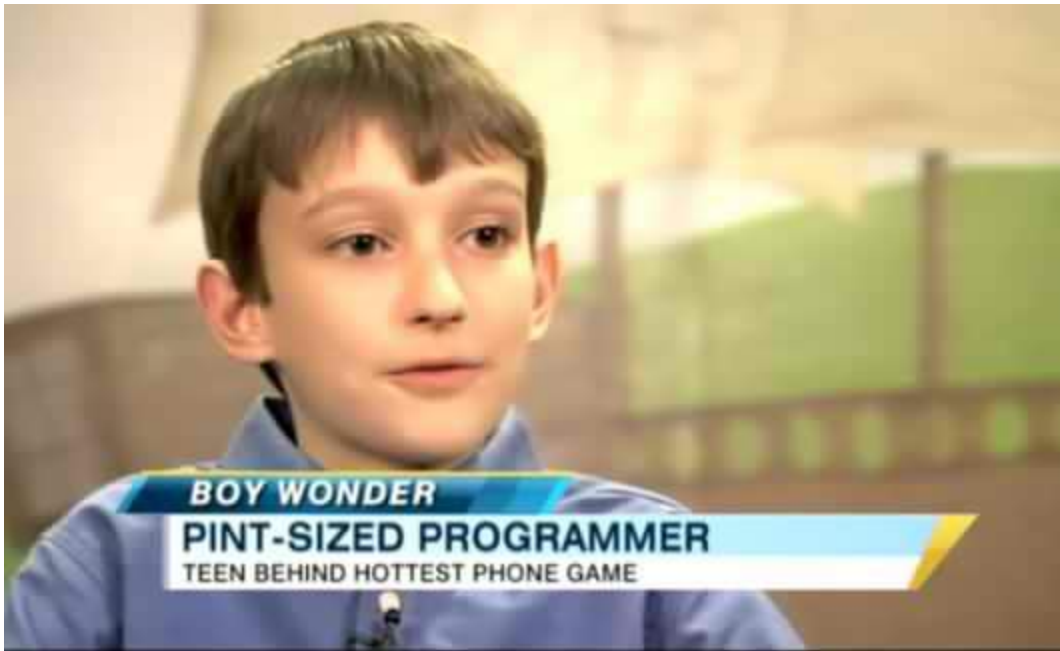 BOY WONDER
PINT-SIZED PROGRAMMER
TEEN BEHIND HOTTEST PHONE GAME